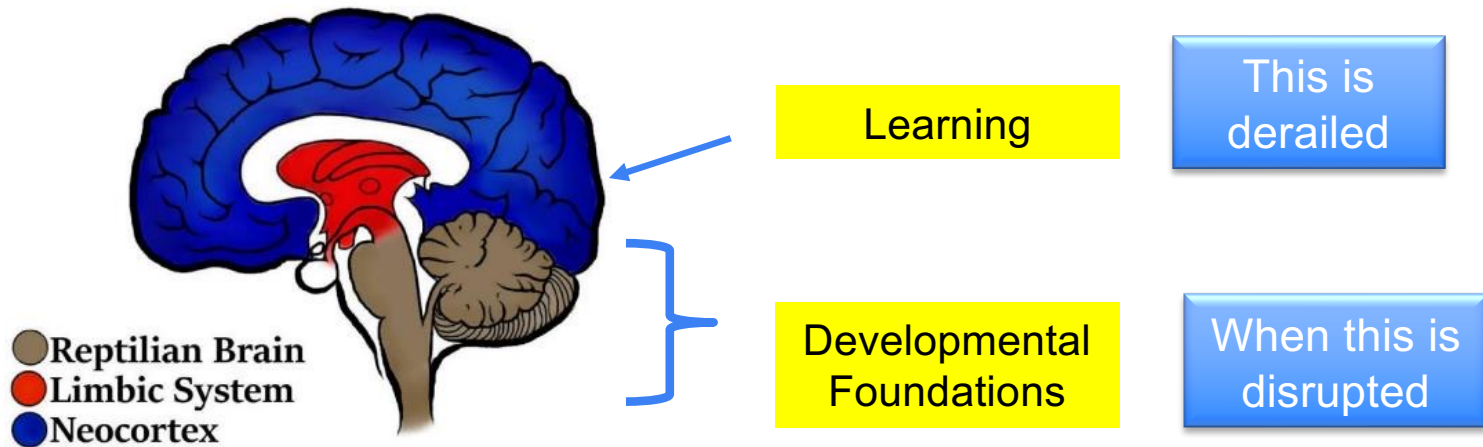 Learning
This is
derailed
Reptilian Brain
Limbic System
Neocortex
Developmental
Foundations
When this is
disrupted